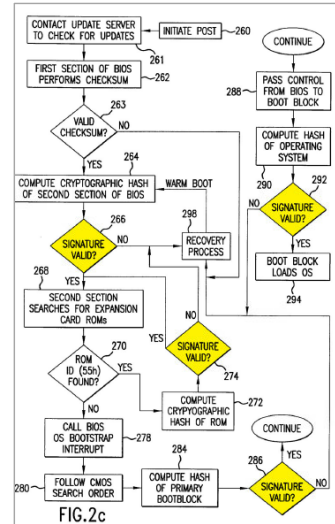 CONTACT UPDATE SERVER
TO CHECK FOR UPDATES
INITIATE POST
260
261
FIRST SECTION OF BIOS
PERFORMS CHECKSUM
262
263
VALID
CHECKSUM?
NO
YES
264
COMPUTE CRYPTOGRAPHIC HASH
OF SECOND SECTION OF BIOS
WARM BOOT
266
SIGNATURE
VALID?
NO
298
RECOVERY
PROCESS
268
YES
SECOND SECTION
SEARCHES FOR EXPANSION
CARD ROMs
270
ROM
ID (55h)
FOUND?
YES
NO
NO
YES
SIGNATURE
VALID?
274
COMPUTE
CRYPYOGRAPHIC
HASH OF ROM
272
CALL BIOS
OS BOOTSTRAP
INTERRUPT
278
280
FOLLOW CMOS
SEARCH ORDER
284
COMPUTE HASH
OF PRIMARY
BOOTBLOCK
286
SIGNATURE
VALID?
YES
NO
CONTINUE
CONTINUE
288
PASS CONTROL
FROM BIOS TO
BOOT BLOCK
COMPUTE HASH
OF OPERATING
SYSTEM
290
292
NO
SIGNATURE
VALID?
YES
BOOT BLOCK
LOADS OS
294
FIG.2c